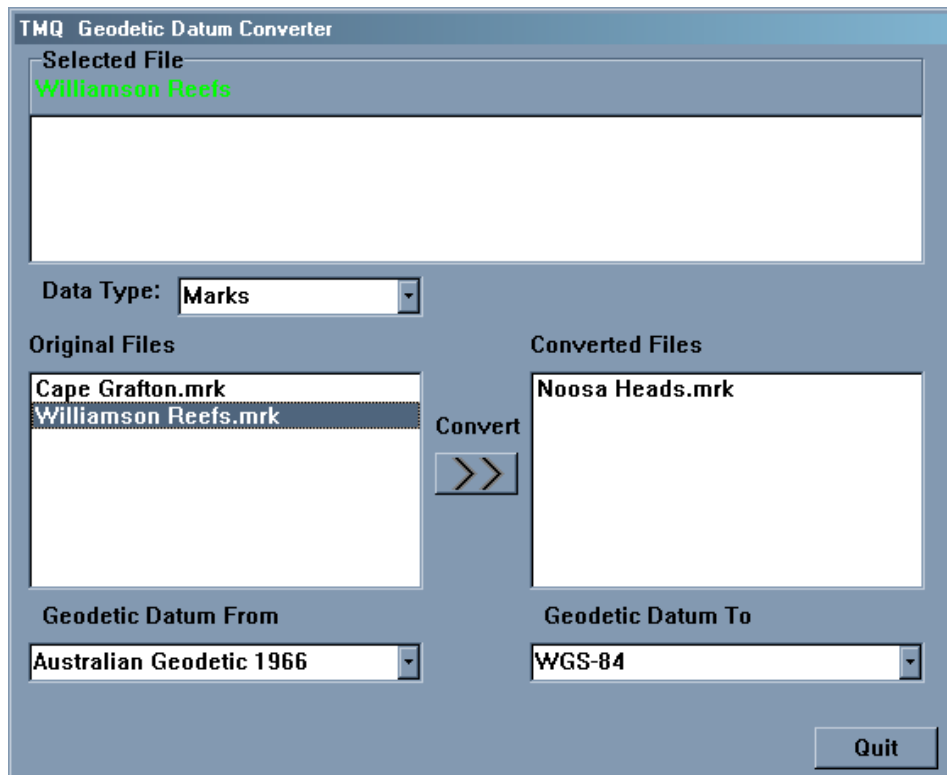 TMQ Geodetic Datum Converter
Selected File
Williamson Reefs
Data Type: Marks
Original Files
Converted Files
Cape Grafton.mrk
Williamson Reefs.mrk
Noosa Heads.mrk
Convert
>>
Geodetic Datum From
Geodetic Datum To
Australian Geodetic 1966
WGS-84
Quit